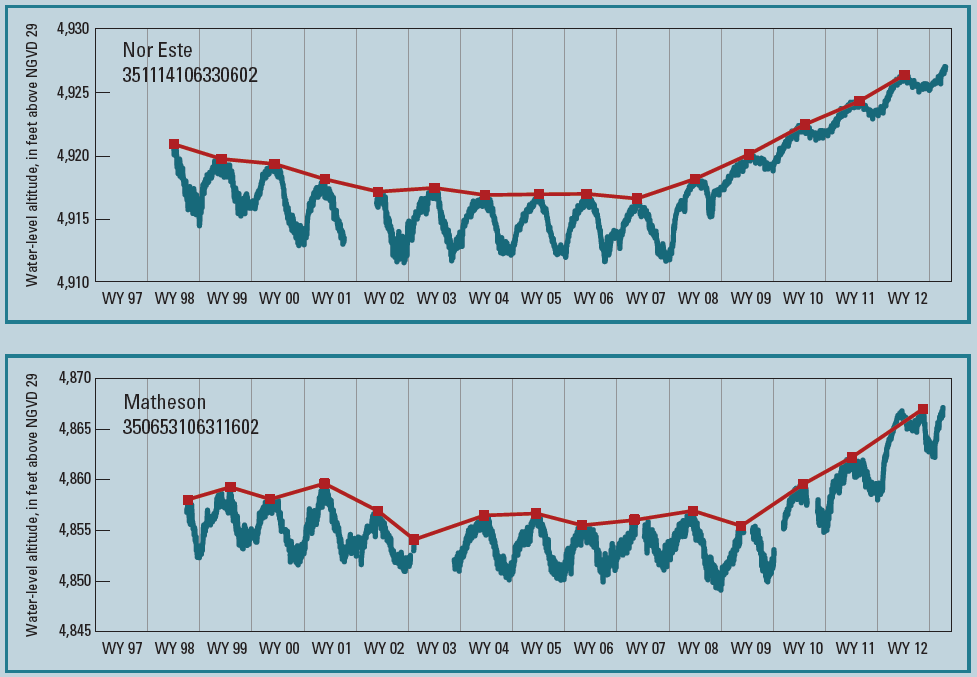 Water-level altitude, in feet above NGVD 29
Nor Este
351114106330602
4,930
4,925
4,920
4,915
4,910
WY 97 WY 98 WY 99 WY 00 WY 01 WY 02 WY 03 WY 04 WY 05 WY 06 WY 07 WY 08 WY 09 WY 10 WY 11 WY 12
Water-level altitude, in feet above NGVD 29
Matheson
350653106311602
4,870
4,865
4,860
4,855
4,850
4,845
WY 97 WY 98 WY 99 WY 00 WY 01 WY 02 WY 03 WY 04 WY 05 WY 06 WY 07 WY 08 WY 09 WY 10 WY 11 WY 12